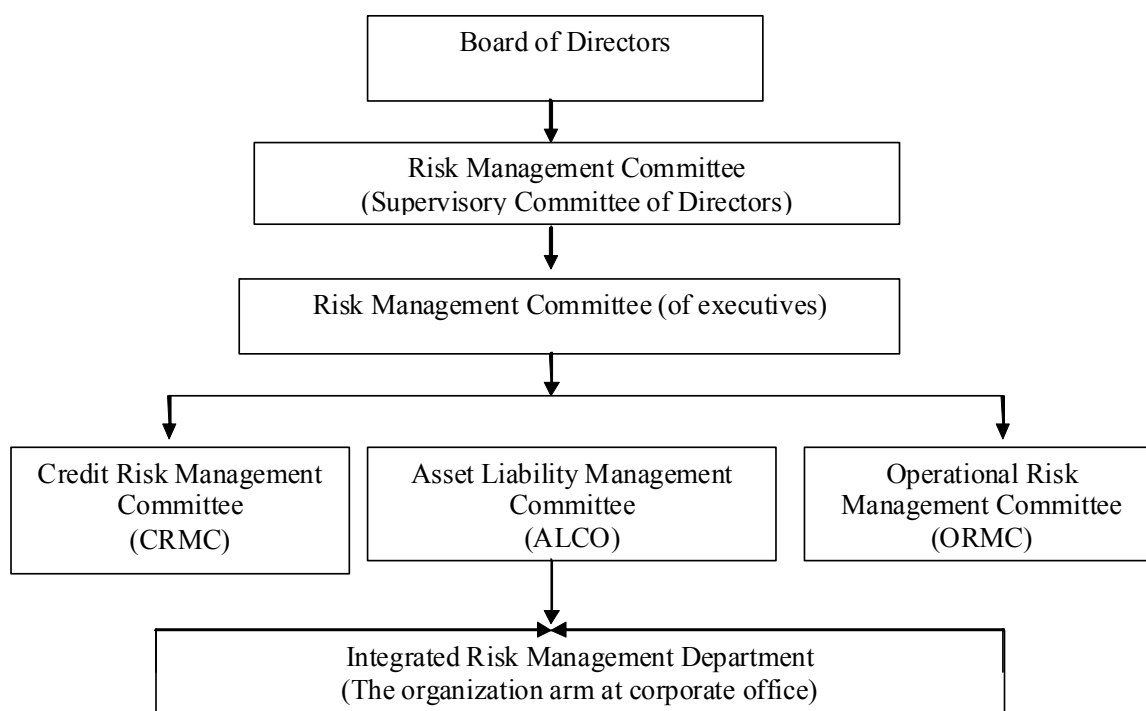 Board of Directors
Risk Management Committee
(Supervisory Committee of Directors)
Risk Management Committee (of executives)
Credit Risk Management
Committee
(CRMC)
Asset Liability Management
Committee
(ALCO)
Operational Risk
Management Committee
(ORMC)
Integrated Risk Management Department
(The organization arm at corporate office)